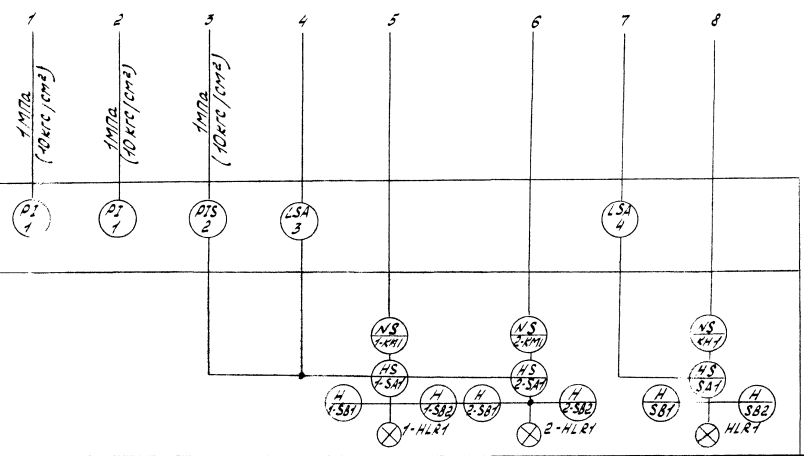 1 2 3 4 5 6 7 8
1МПа
(10кгс/см²)
1МПа
(10кгс/см²)
1МПа
(10кгс/см²)
PI
1
PI
1
PIS
2
LSA
3
LSA
4
NS
1-KM1
NS
2-KM1
NS
KM1
HS
1-SA1
HS
2-SA1
HS
SA1
H
1-SB1
H
1-SB2
H
2-SB1
H
2-SB2
H
SB1
H
SB2
1-HLR1
2-HLR1
HLR1